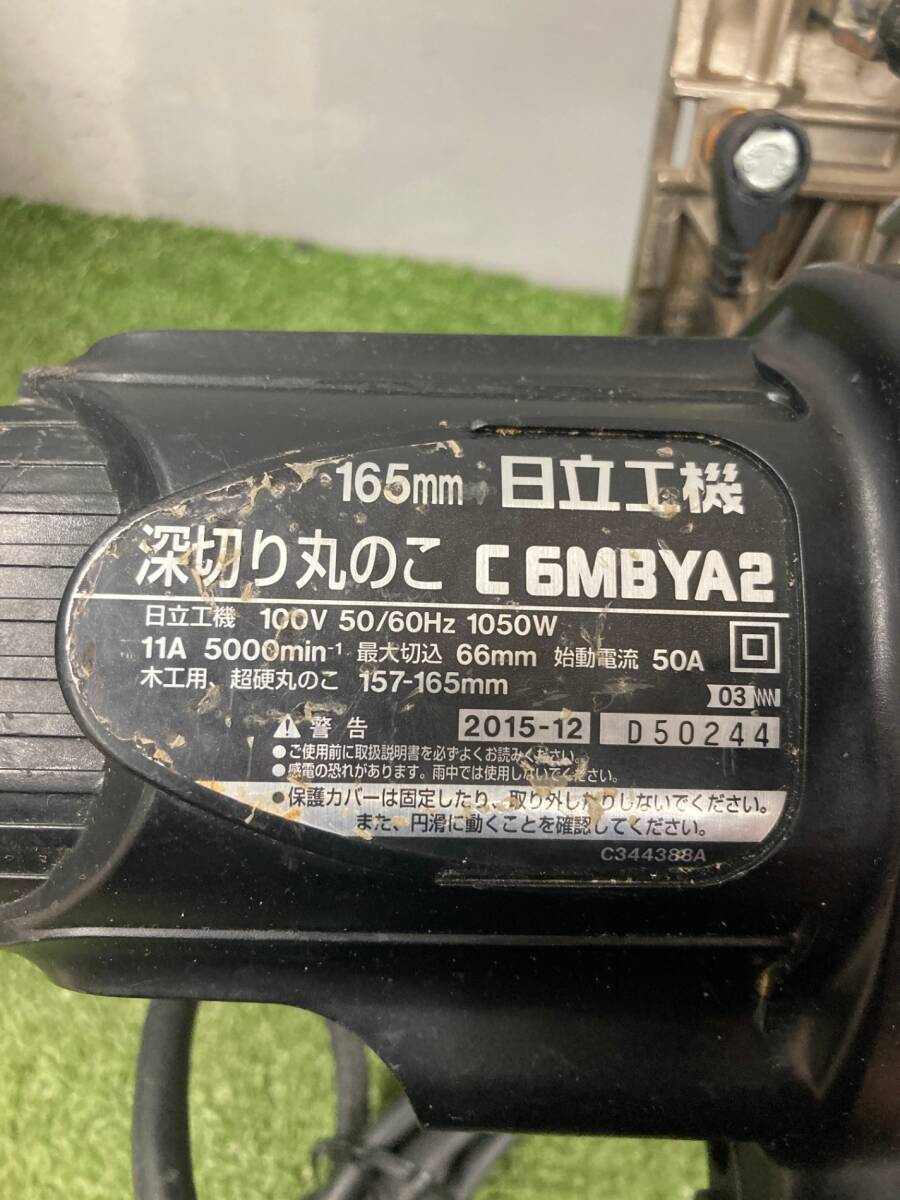 165mm 日立工機
深切り丸のこ C 6MBYA2
日立工機 100V 50/60Hz 1050W
11A 5000min⁻¹ 最大切込 66mm 始動電流 50A
木工用、超硬丸のこ 157-165mm
03
⚠ 警告 2015-12 D50244
●ご使用前に取扱説明書を必ずよくお読みください。
●感電の恐れがあります。雨中では使用しないでください。
●保護カバーは固定したり、取り外したりしないでください。
また、円滑に動くことを確認してください。
C344388A